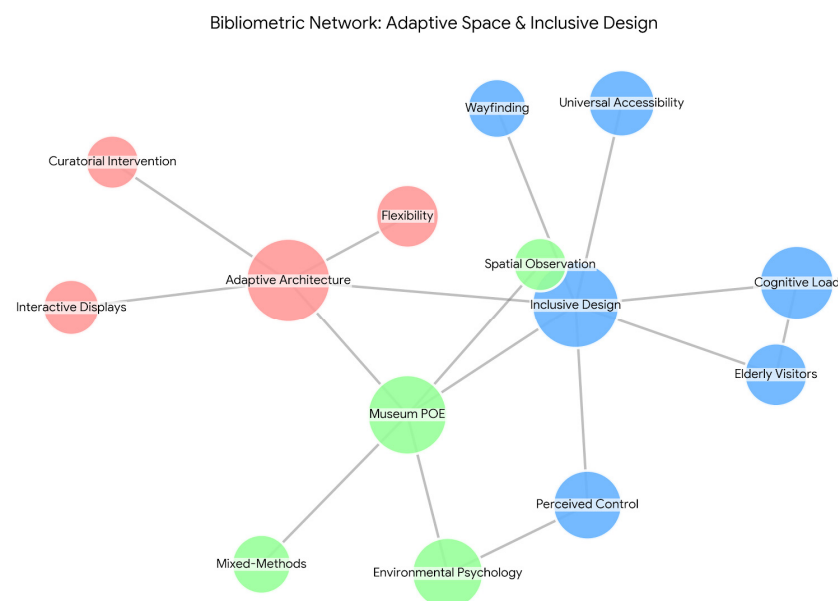 Bibliometric Network: Adaptive Space & Inclusive Design
Wayfinding
Universal Accessibility
Curatorial Intervention
Flexibility
Spatial Observation
Adaptive Architecture
Cognitive Load
Interactive Displays
Inclusive Design
Elderly Visitors
Museum POE
Perceived Control
Mixed-Methods
Environmental Psychology